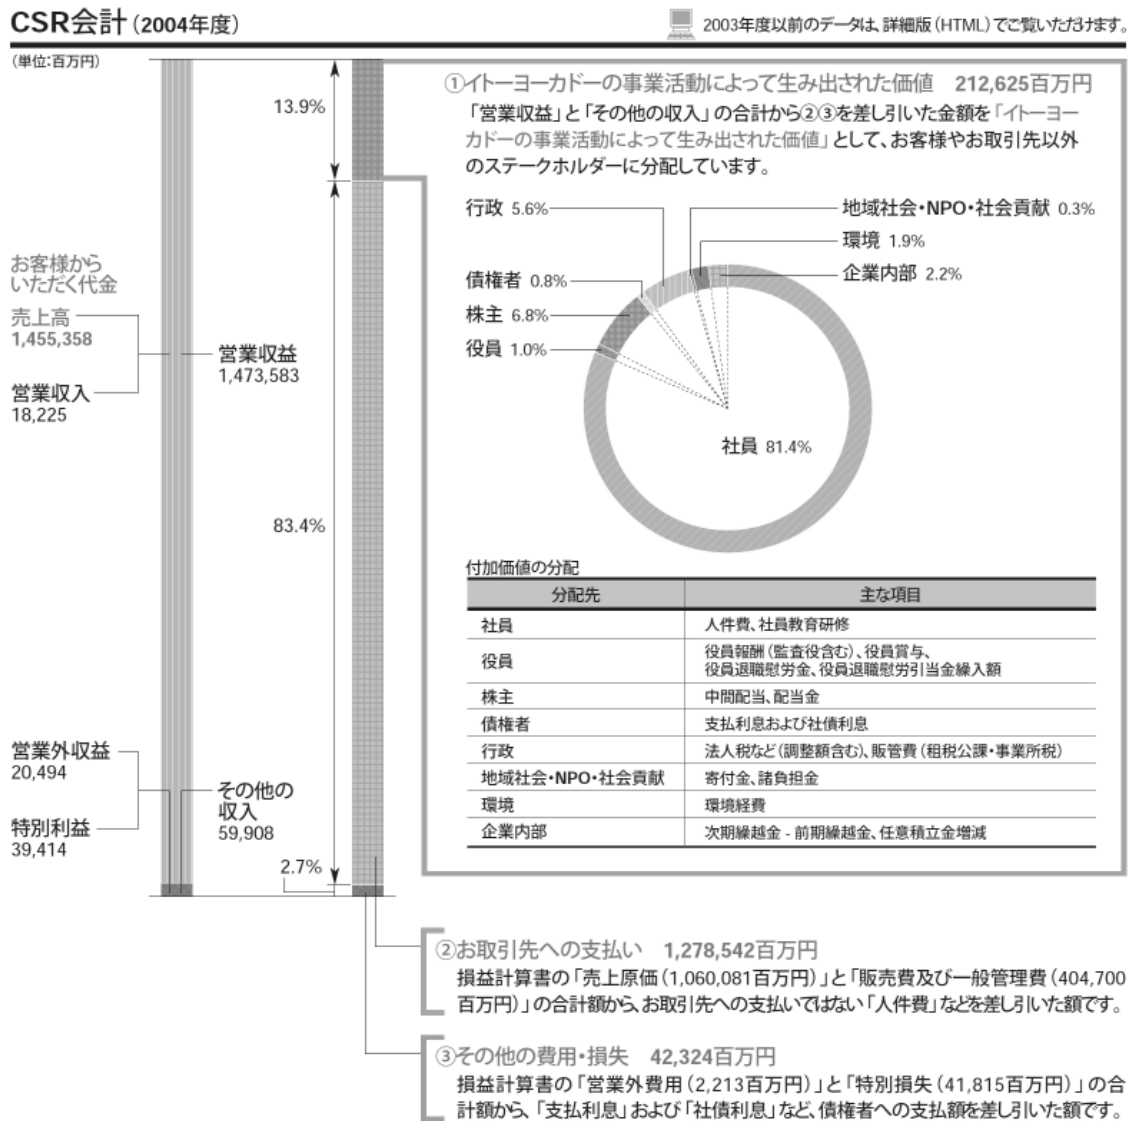 CSR会計（2004年度）
2003年度以前のデータは、詳細版（HTML）でご覧いただけます。
（単位:百万円）
13.9%
お客様から
いただく代金
売上高
1,455,358
営業収益
1,473,583
営業収入
18,225
83.4%
営業外収益
20,494
その他の
収入
59,908
特別利益
39,414
2.7%
①イトーヨーカドーの事業活動によって生み出された価値　212,625百万円
「営業収益」と「その他の収入」の合計から②③を差し引いた金額を「イトーヨー
カドーの事業活動によって生み出された価値」として、お客様やお取引先以外
のステークホルダーに分配しています。
行政 5.6%
地域社会・NPO・社会貢献 0.3%
環境 1.9%
債権者 0.8%
企業内部 2.2%
株主 6.8%
役員 1.0%
社員 81.4%
付加価値の分配
分配先 主な項目
社員 人件費、社員教育研修
役員 役員報酬（監査役含む）、役員賞与、
役員退職慰労金、役員退職慰労引当金繰入額
株主 中間配当、配当金
債権者 支払利息および社債利息
行政 法人税など（調整額含む）、販管費（租税公課・事業所税）
地域社会・NPO・社会貢献 寄付金、諸負担金
環境 環境経費
企業内部 次期繰越金 - 前期繰越金、任意積立金増減
②お取引先への支払い　1,278,542百万円
損益計算書の「売上原価（1,060,081百万円）」と「販売費及び一般管理費（404,700
百万円）」の合計額から、お取引先への支払いではない「人件費」などを差し引いた額です。
③その他の費用・損失　42,324百万円
損益計算書の「営業外費用（2,213百万円）」と「特別損失（41,815百万円）」の合
計額から、「支払利息」および「社債利息」など、債権者への支払額を差し引いた額です。